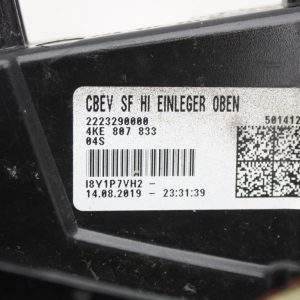 CBEV SF HI EINLEGER OBEN
2223290000
501412
4KE 807 833
04S
I8Y1P7VH2 -
14.08.2019 - 23:31:39